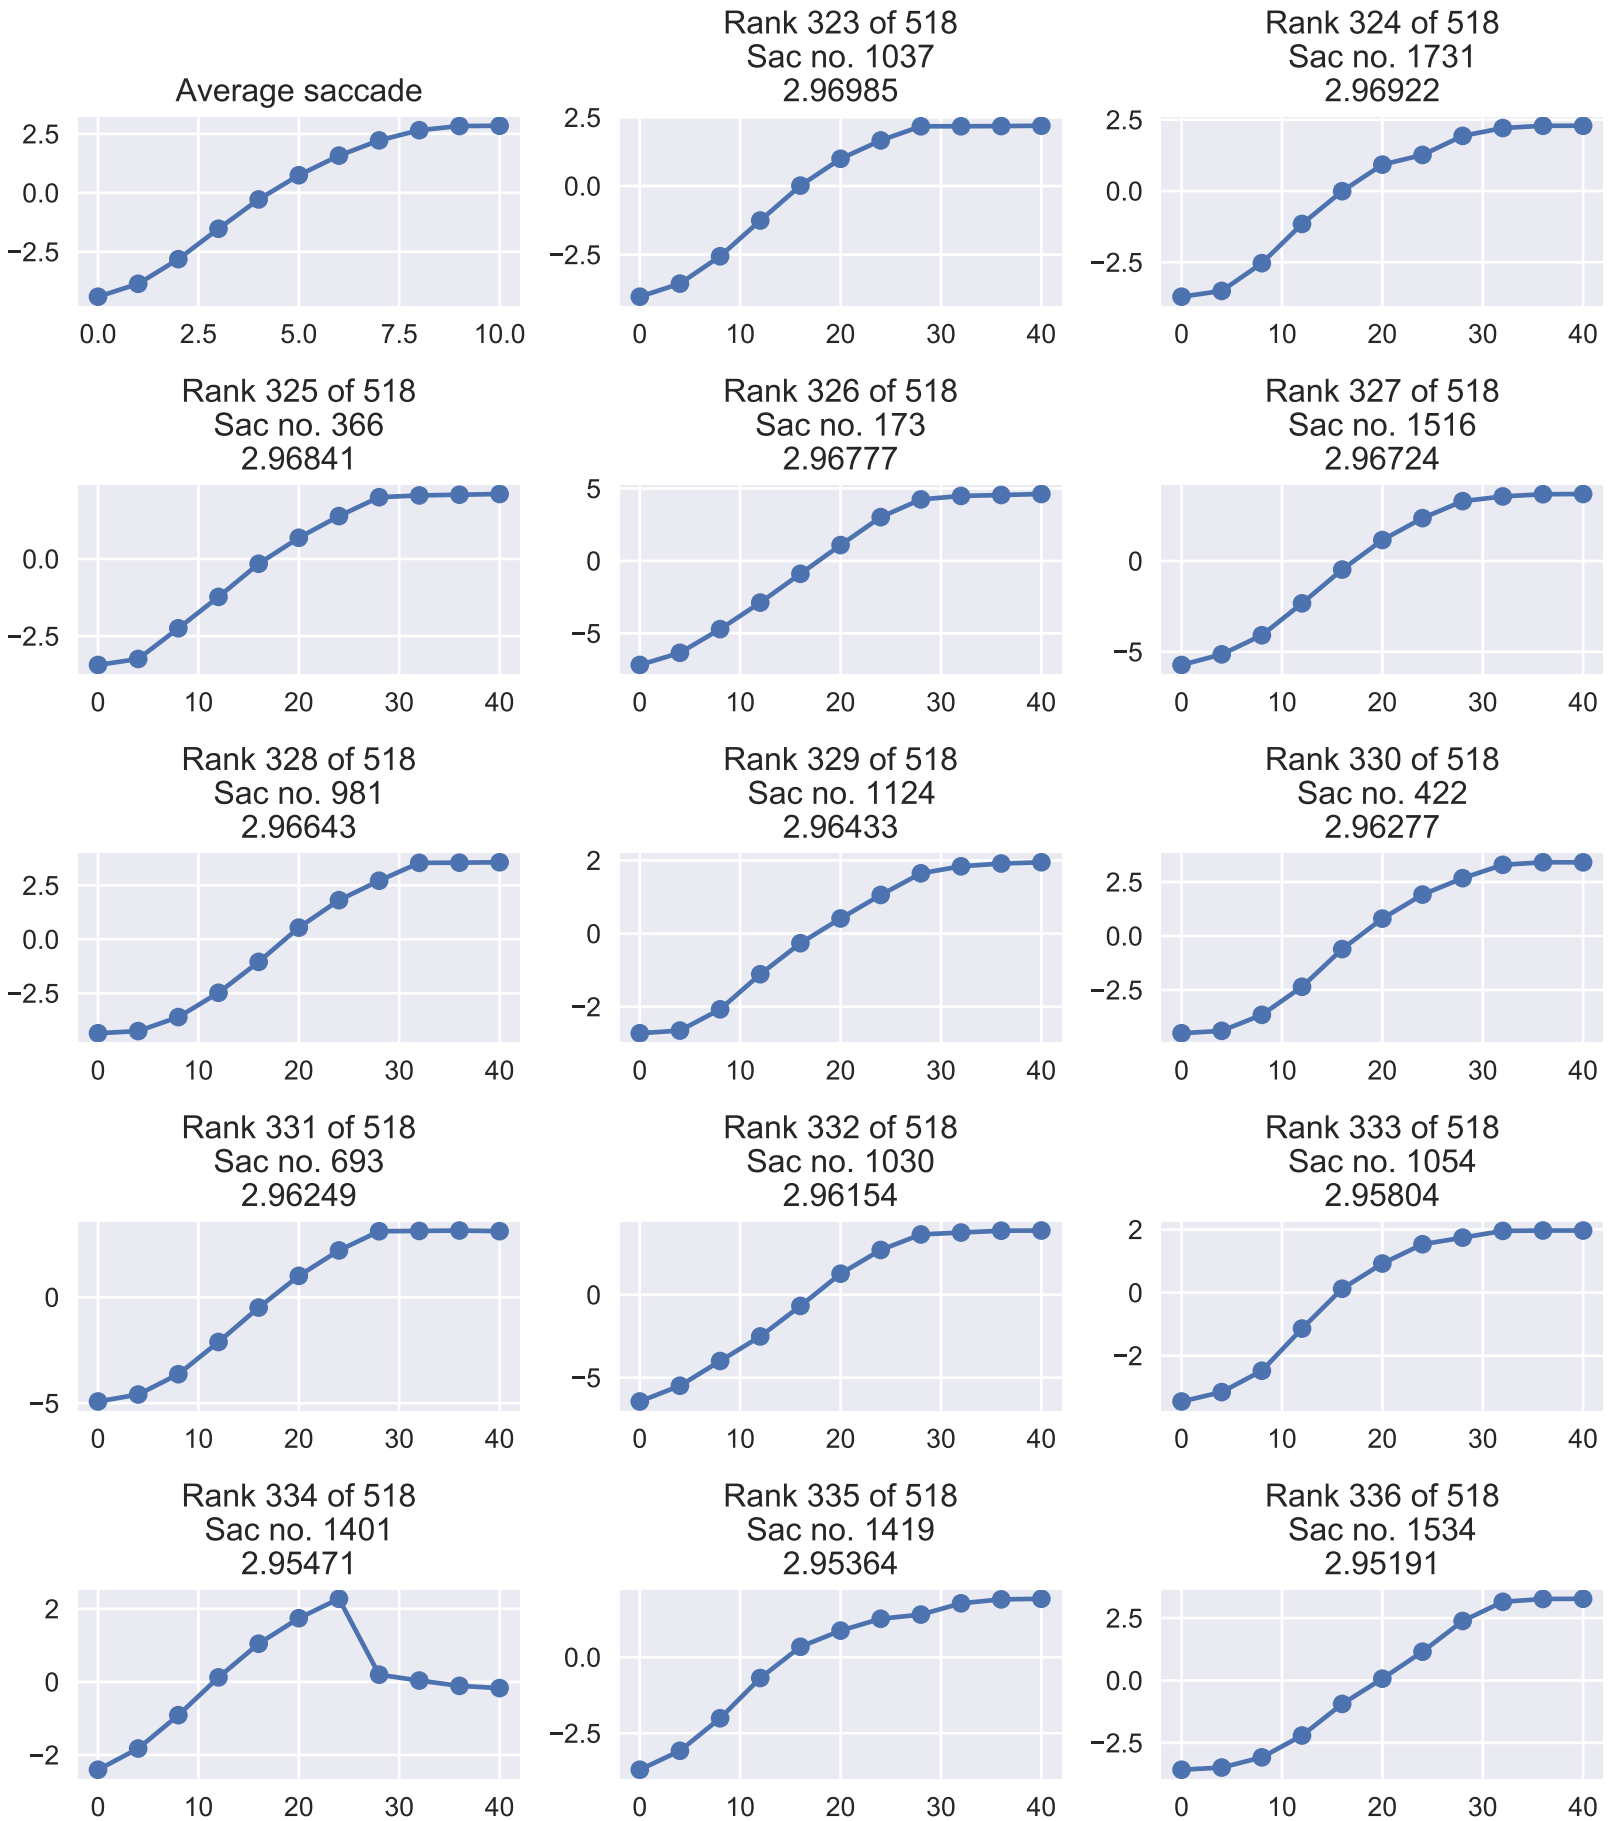 Average saccade
2.5
0.0
−2.5
0.0 2.5 5.0 7.5 10.0
Rank 323 of 518
Sac no. 1037
2.96985
2.5
0.0
−2.5
0 10 20 30 40
Rank 324 of 518
Sac no. 1731
2.96922
2.5
0.0
−2.5
0 10 20 30 40
Rank 325 of 518
Sac no. 366
2.96841
0.0
−2.5
0 10 20 30 40
Rank 326 of 518
Sac no. 173
2.96777
5
0
−5
0 10 20 30 40
Rank 327 of 518
Sac no. 1516
2.96724
0
−5
0 10 20 30 40
Rank 328 of 518
Sac no. 981
2.96643
2.5
0.0
−2.5
0 10 20 30 40
Rank 329 of 518
Sac no. 1124
2.96433
2
0
−2
0 10 20 30 40
Rank 330 of 518
Sac no. 422
2.96277
2.5
0.0
−2.5
0 10 20 30 40
Rank 331 of 518
Sac no. 693
2.96249
0
−5
0 10 20 30 40
Rank 332 of 518
Sac no. 1030
2.96154
0
−5
0 10 20 30 40
Rank 333 of 518
Sac no. 1054
2.95804
2
0
−2
0 10 20 30 40
Rank 334 of 518
Sac no. 1401
2.95471
2
0
−2
0 10 20 30 40
Rank 335 of 518
Sac no. 1419
2.95364
0.0
−2.5
0 10 20 30 40
Rank 336 of 518
Sac no. 1534
2.95191
2.5
0.0
−2.5
0 10 20 30 40